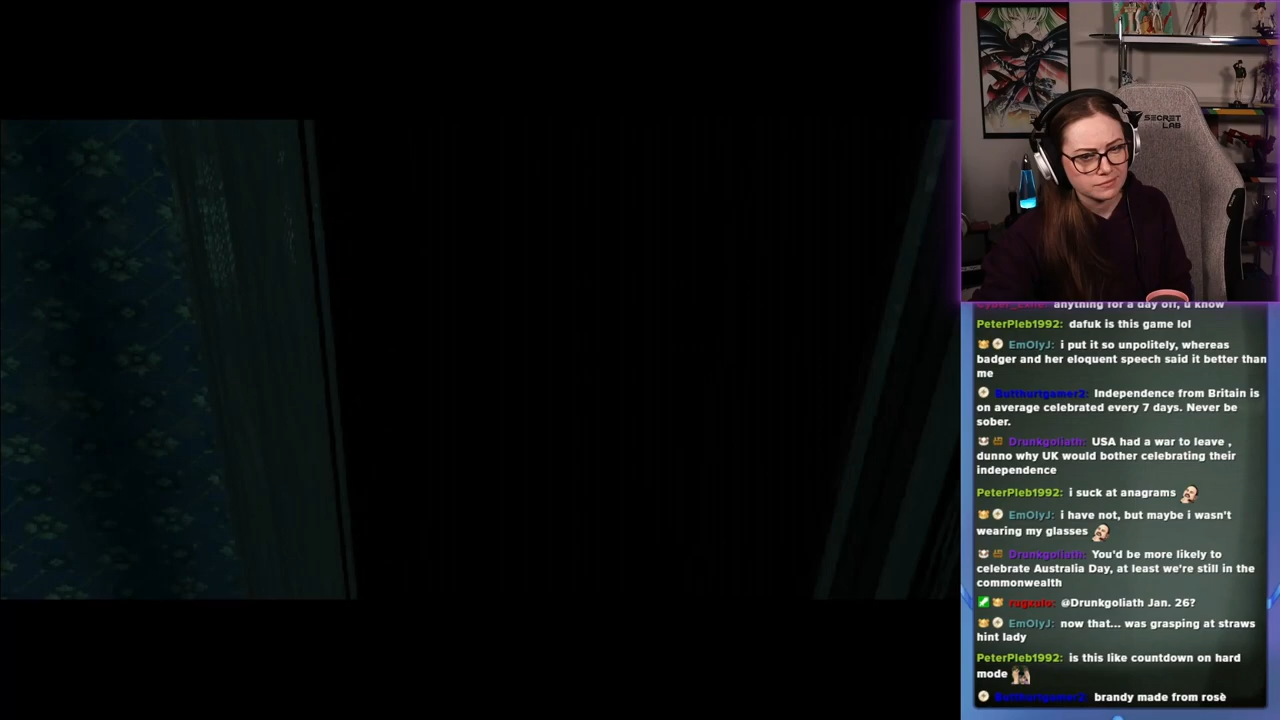 SECRET
LAB
anything for a day off, u know
PeterPleb1992: dafuk is this game lol
EmOlyJ: i put it so unpolitely, whereas
badger and her eloquent speech said it better than
me
Butthurtgamer2: Independence from Britain is
on average celebrated every 7 days. Never be
sober.
Drunkgoliath: USA had a war to leave ,
dunno why UK would bother celebrating their
independence
PeterPleb1992: i suck at anagrams
EmOlyJ: i have not, but maybe i wasn't
wearing my glasses
Drunkgoliath: You'd be more likely to
celebrate Australia Day, at least we're still in the
commonwealth
rugxulo: @Drunkgoliath Jan. 26?
EmOlyJ: now that... was grasping at straws
hint lady
PeterPleb1992: is this like countdown on hard
mode
Butthurtgamer2: brandy made from rosè